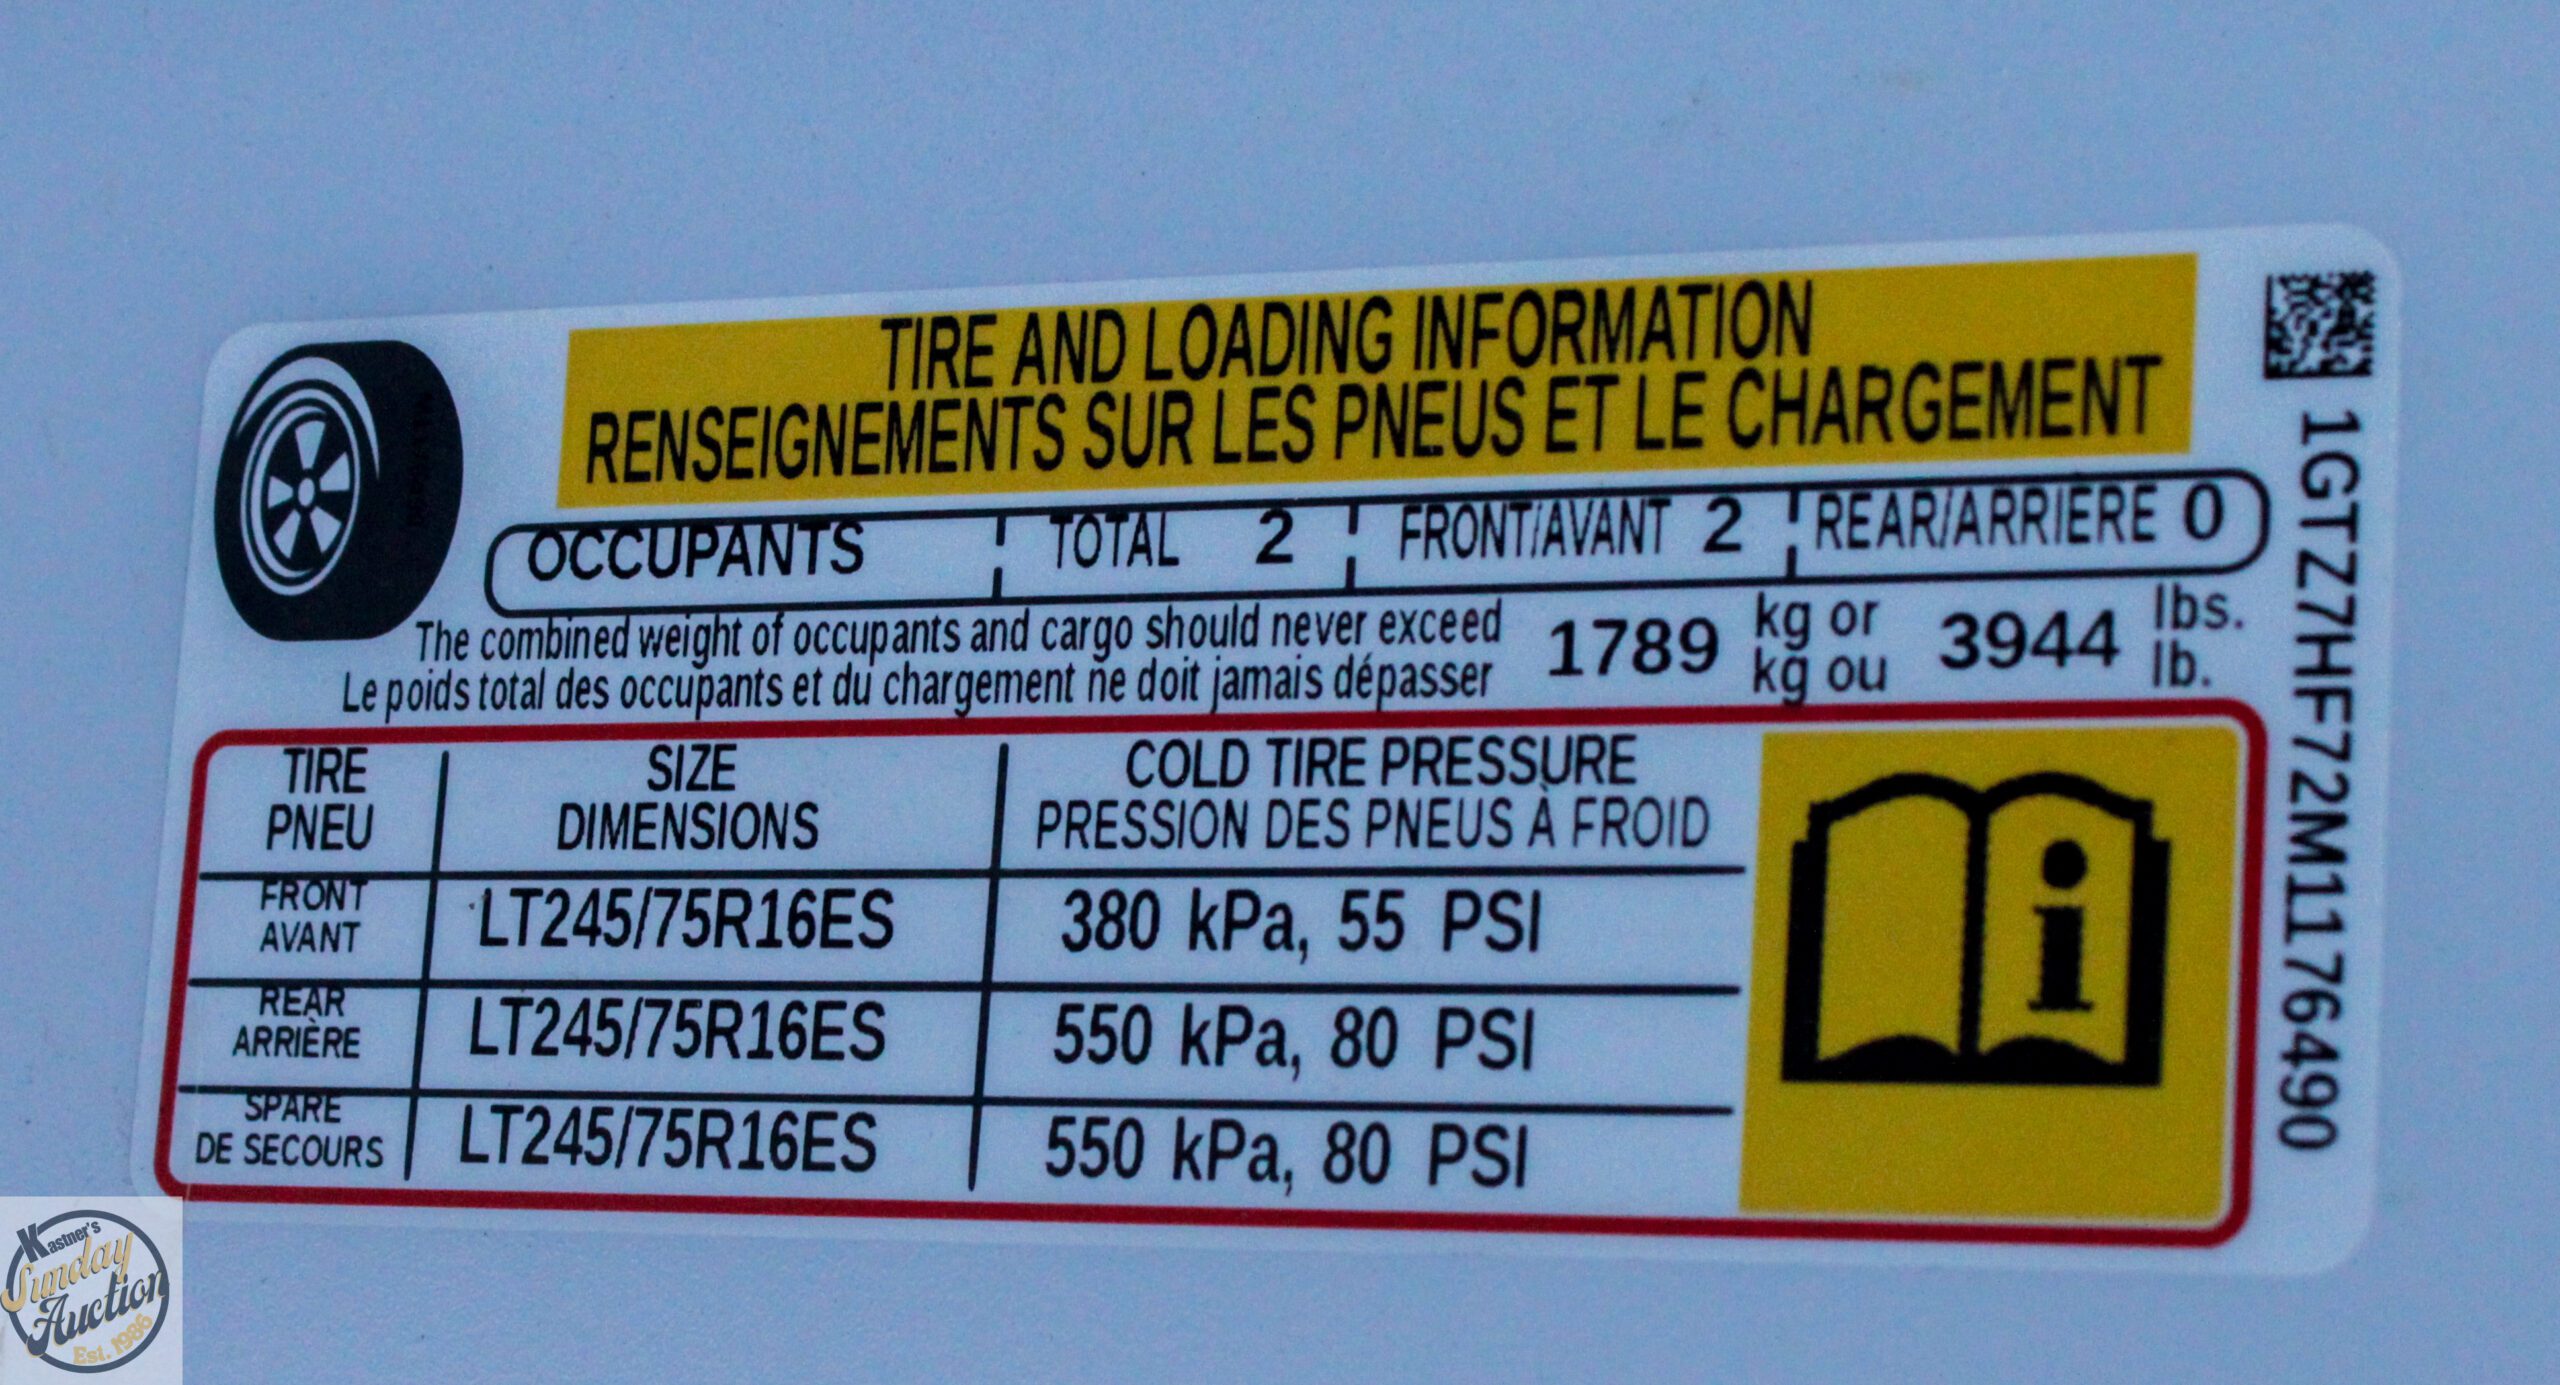 TIRE AND LOADING INFORMATION
RENSEIGNEMENTS SUR LES PNEUS ET LE CHARGEMENT
OCCUPANTS TOTAL 2 FRONT/AVANT 2 REAR/ARRIÈRE 0
The combined weight of occupants and cargo should never exceed 1789 kg or 3944 lbs.
Le poids total des occupants et du chargement ne doit jamais dépasser kg ou lb.
TIRE SIZE COLD TIRE PRESSURE
PNEU DIMENSIONS PRESSION DES PNEUS À FROID
FRONT
AVANT LT245/75R16ES 380 kPa, 55 PSI
REAR
ARRIÈRE LT245/75R16ES 550 kPa, 80 PSI
SPARE
DE SECOURS LT245/75R16ES 550 kPa, 80 PSI
1GTZ7HF72M1176490
Kastner's
Sunday
Auction
Est. 1986